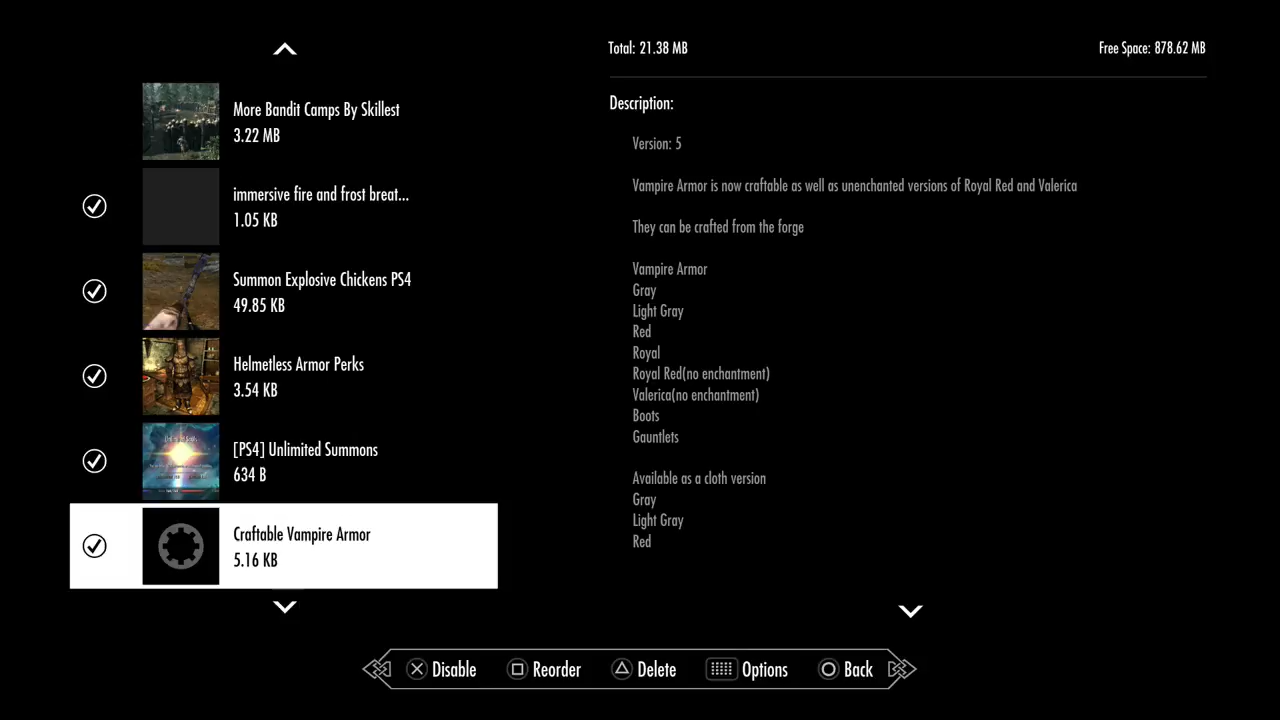 Total: 21.38 MB
Free Space: 878.62 MB
More Bandit Camps By Skillest
3.22 MB
immersive fire and frost breat...
1.05 KB
Summon Explosive Chickens PS4
49.85 KB
Helmetless Armor Perks
3.54 KB
[PS4] Unlimited Summons
634 B
Craftable Vampire Armor
5.16 KB
Description:
Version: 5
Vampire Armor is now craftable as well as unenchanted versions of Royal Red and Valerica
They can be crafted from the forge
Vampire Armor
Gray
Light Gray
Red
Royal
Royal Red(no enchantment)
Valerica(no enchantment)
Boots
Gauntlets
Available as a cloth version
Gray
Light Gray
Red
Disable
Reorder
Delete
Options
Back